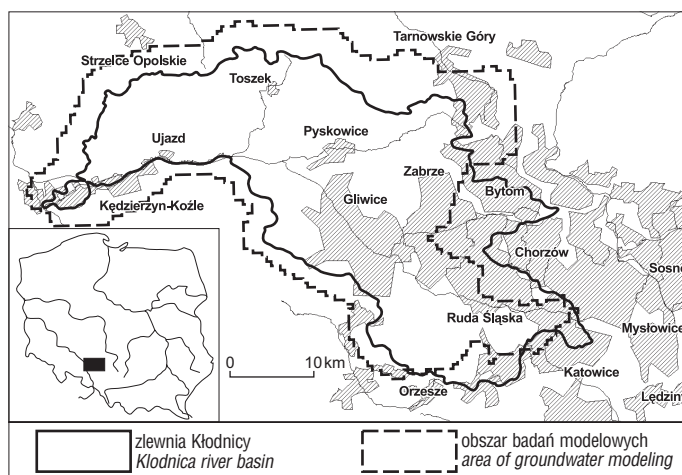 Tarnowskie Góry
Strzelce Opolskie
Toszek
Pyskowice
Ujazd
Zabrze
Bytom
Kędzierzyn-Koźle
Gliwice
Chorzów
Sosno
Ruda Śląska
Mysłowice
0 10 km
Katowice
Orzesze
Lędzin
zlewnia Kłodnicy
Klodnica river basin
obszar badań modelowych
area of groundwater modeling